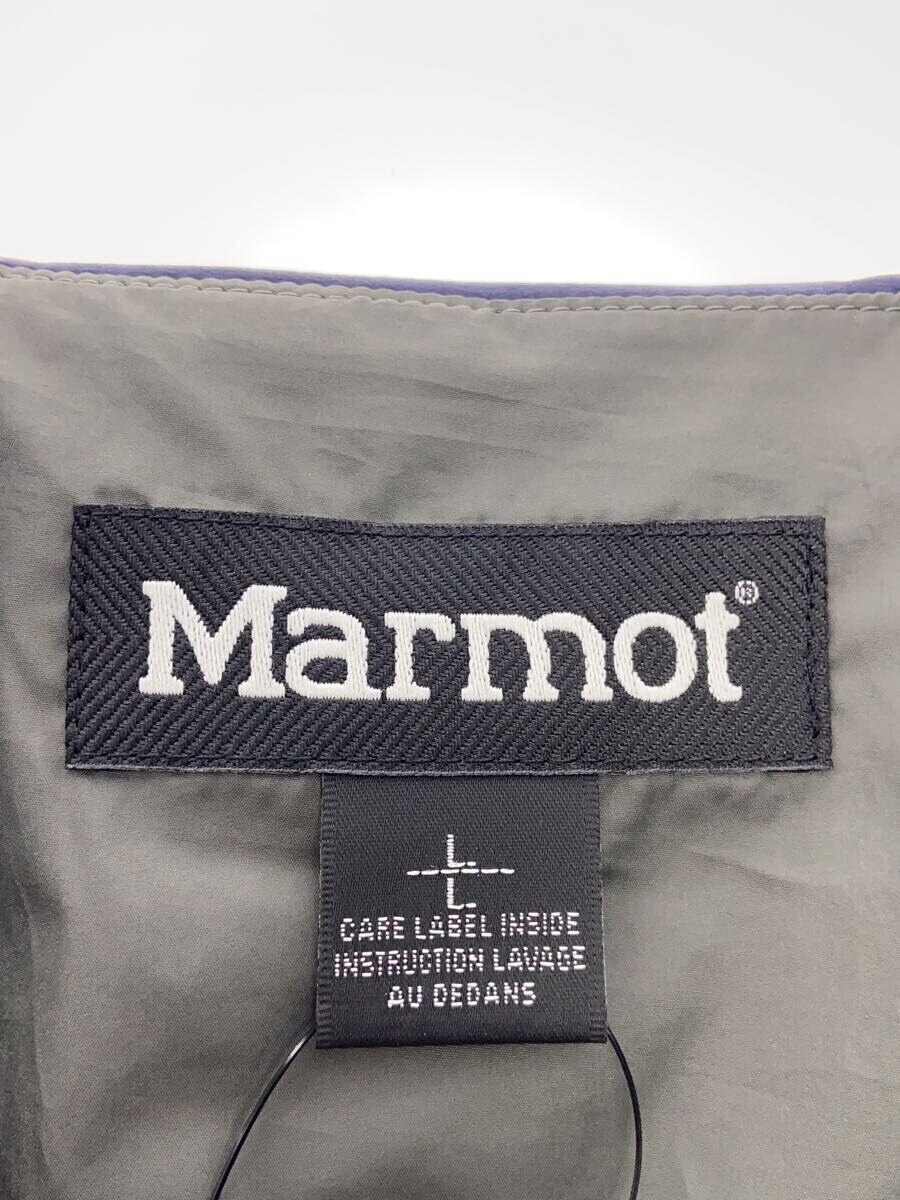 Marmot®
L
L
CARE LABEL INSIDE
INSTRUCTION LAVAGE
AU DEDANS